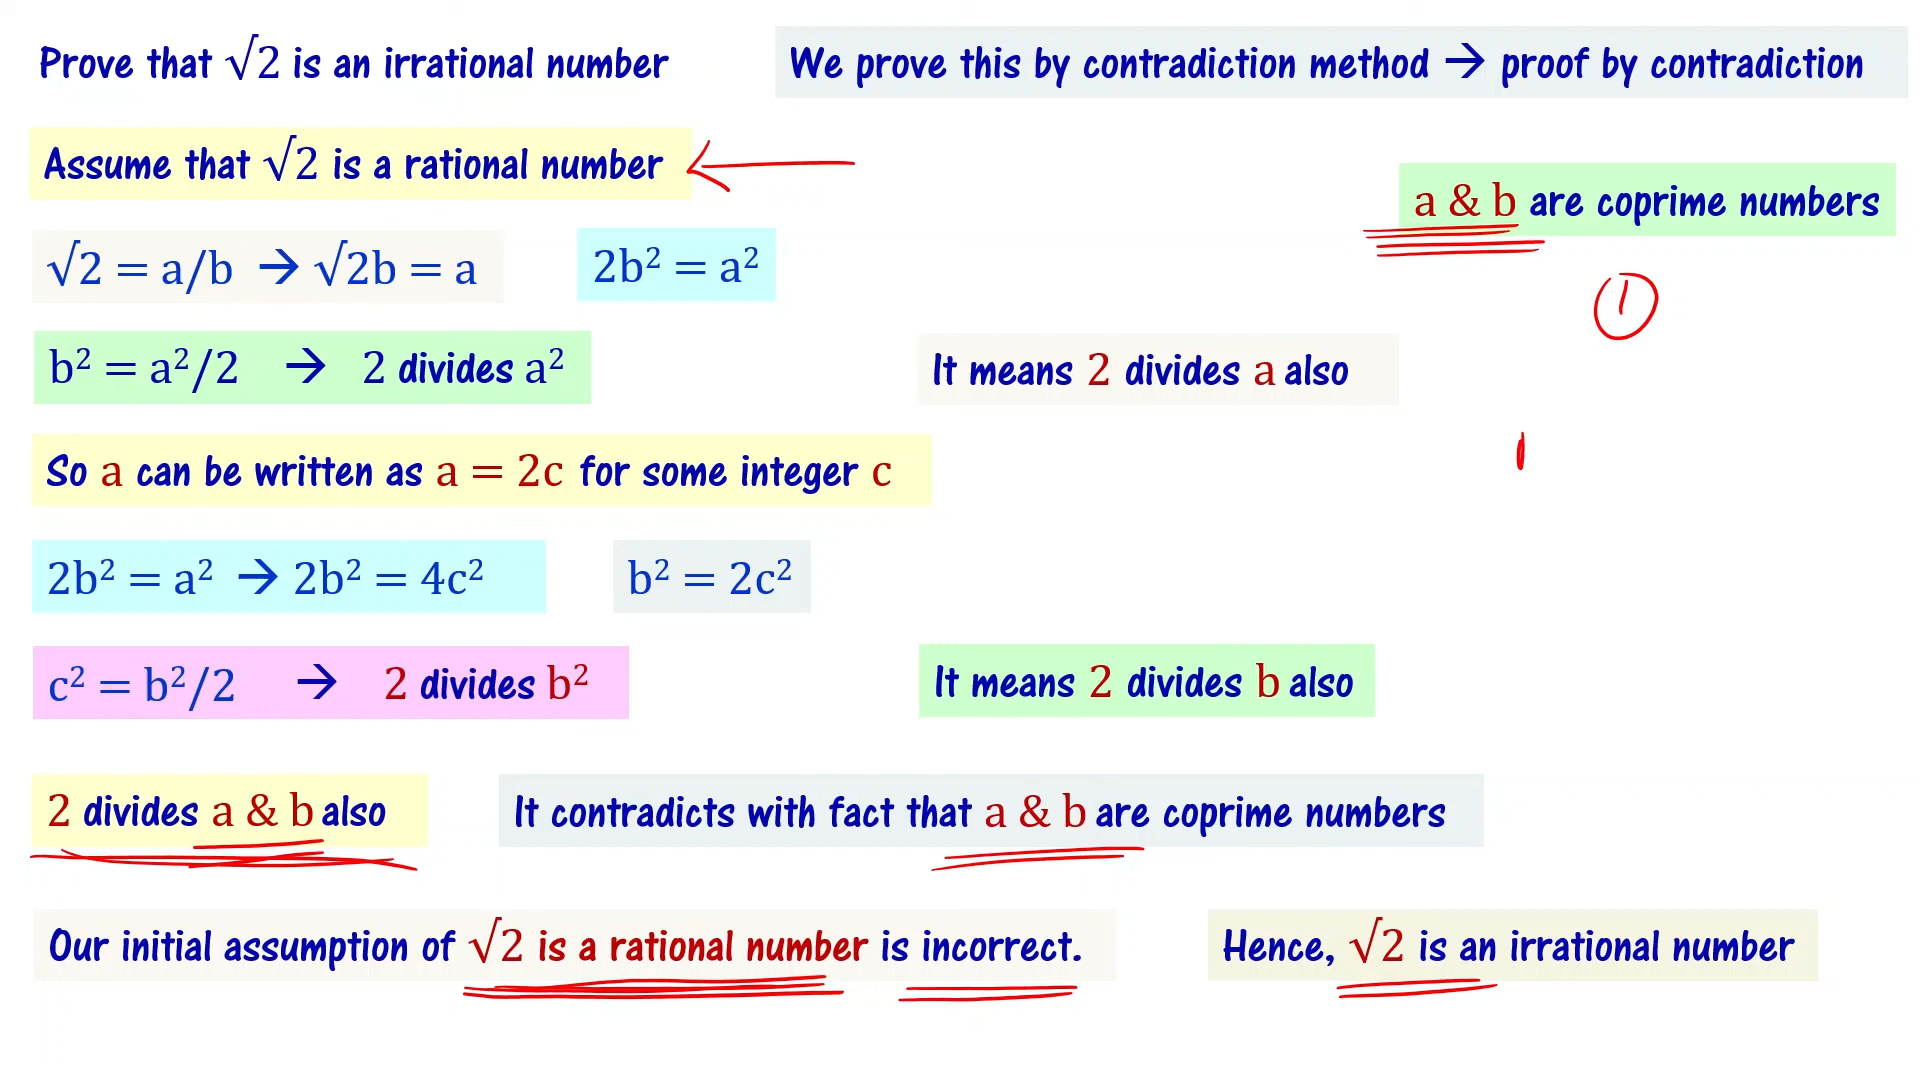 Prove that √2 is an irrational number
We prove this by contradiction method → proof by contradiction
Assume that √2 is a rational number
a & b are coprime numbers
√2 = a/b → √2b = a
2b² = a²
1
b² = a²/2 → 2 divides a²
It means 2 divides a also
So a can be written as a = 2c for some integer c
2b² = a² → 2b² = 4c²
b² = 2c²
c² = b²/2 → 2 divides b²
It means 2 divides b also
2 divides a & b also
It contradicts with fact that a & b are coprime numbers
Our initial assumption of √2 is a rational number is incorrect.
Hence, √2 is an irrational number